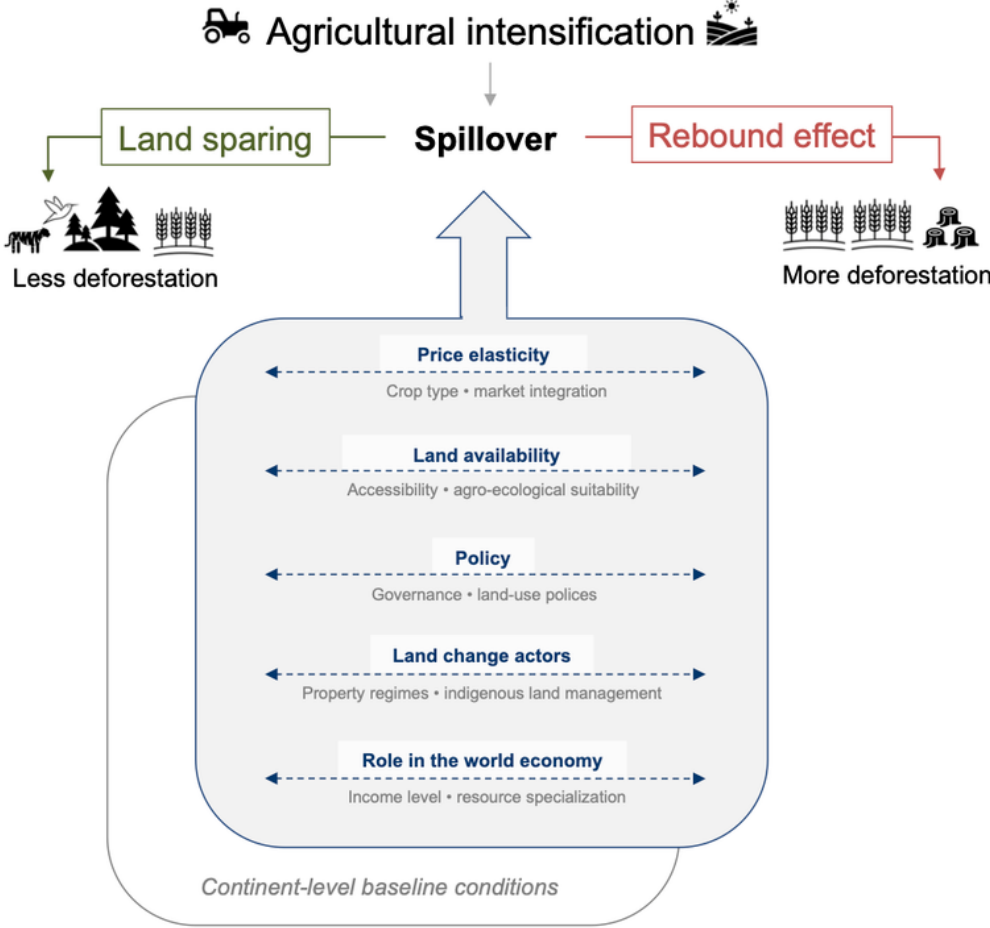 Agricultural intensification
Land sparing
Spillover
Rebound effect
Less deforestation
More deforestation
Price elasticity
Crop type • market integration
Land availability
Accessibility • agro-ecological suitability
Policy
Governance • land-use polices
Land change actors
Property regimes • indigenous land management
Role in the world economy
Income level • resource specialization
Continent-level baseline conditions